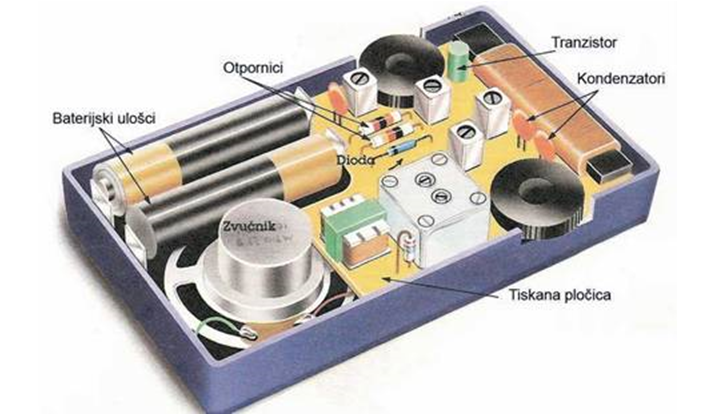 Tranzistor
Otpornici
Kondenzatori
Baterijski ulošci
Dioda
Zvučnik
Tiskana pločica